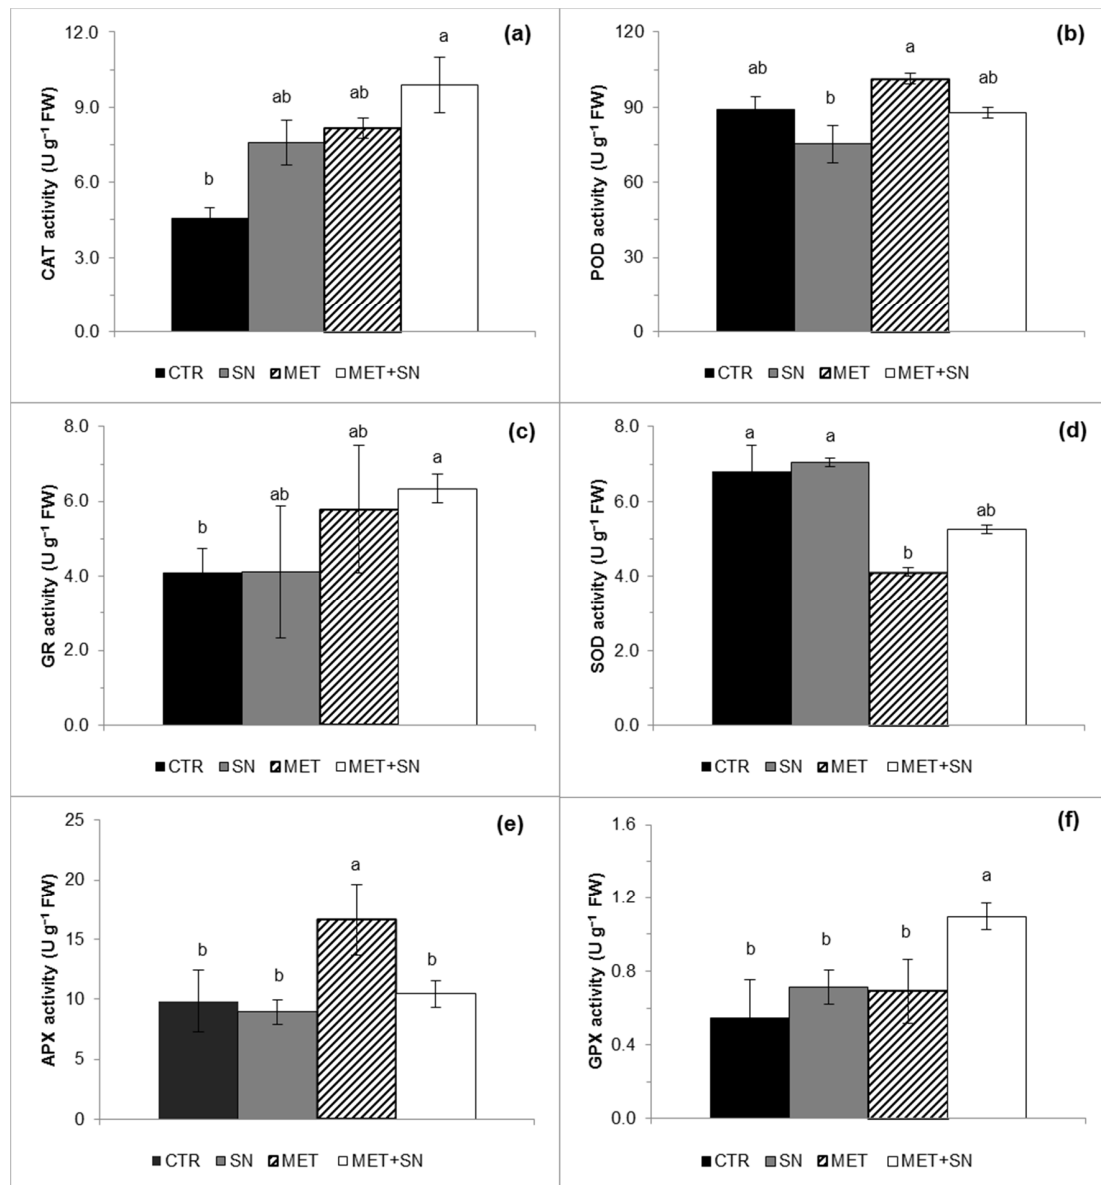 (a)
CAT activity (U g⁻¹ FW)
12.0
9.0
6.0
3.0
0.0
b
ab
ab
a
CTR SN MET MET+SN
(b)
POD activity (U g⁻¹ FW)
120
90
60
30
0
ab
b
a
ab
CTR SN MET MET+SN
(c)
GR activity (U g⁻¹ FW)
8.0
6.0
4.0
2.0
0.0
b
ab
ab
a
CTR SN MET MET+SN
(d)
SOD activity (U g⁻¹ FW)
8.0
6.0
4.0
2.0
0.0
a
a
b
ab
CTR SN MET MET+SN
(e)
APX activity (U g⁻¹ FW)
25
20
15
10
5
0
b
b
a
b
CTR SN MET MET+SN
(f)
GPX activity (U g⁻¹ FW)
1.6
1.2
0.8
0.4
0.0
b
b
b
a
CTR SN MET MET+SN